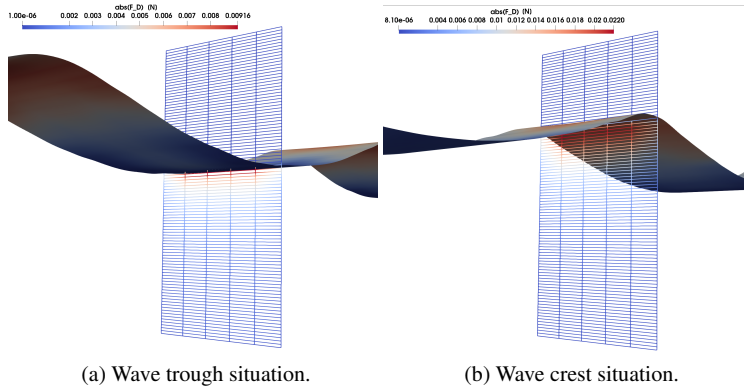 abs(F_D) (N)
1.00e-06 0.002 0.003 0.004 0.005 0.006 0.007 0.00916
abs(F_D) (N)
8.10e-06 0.004 0.006 0.008 0.01 0.012 0.014 0.016 0.018 0.02 0.0220
(a) Wave trough situation.
(b) Wave crest situation.